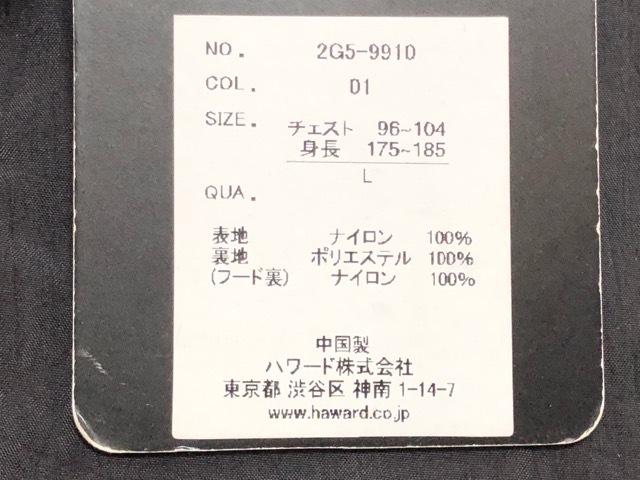 NO. 2G5-9910
COL. 01
SIZE. チェスト 96~104
身長 175~185
L
QUA.
表地 ナイロン 100%
裏地 ポリエステル 100%
(フード裏) ナイロン 100%
中国製
ハワード株式会社
東京都 渋谷区 神南 1-14-7
www.haward.co.jp